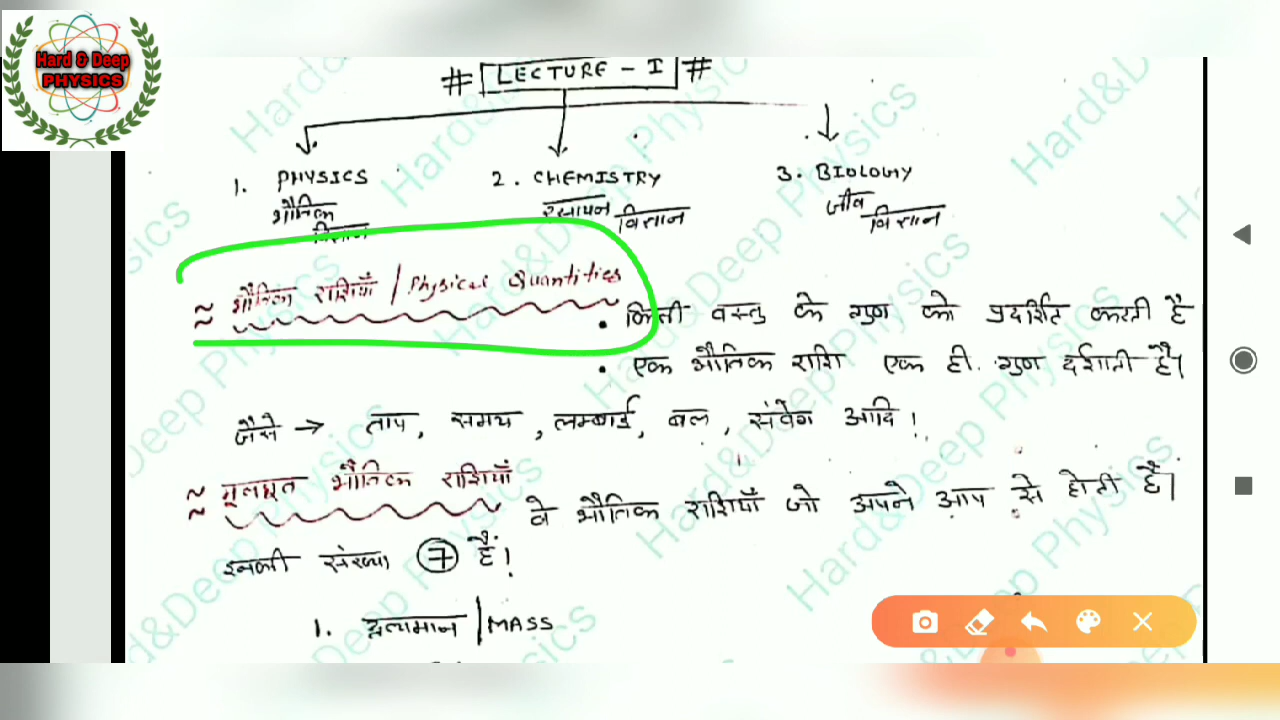 Hard & Deep
PHYSICS
# LECTURE - I #
1. PHYSICS
भौतिक
विज्ञान
2. CHEMISTRY
रसायन
विज्ञान
3. BIOLOGY
जीव
विज्ञान
≈ भौतिक राशियाँ / Physical Quantities
• किसी वस्तु के गुण को प्रदर्शित करती है
• एक भौतिक राशि एक ही गुण दर्शाती है।
जैसे → ताप, समय, लम्बाई, बल, संवेग आदि।
≈ मूलभूत भौतिक राशियाँ
वे भौतिक राशियाँ जो अपने आप से होती है।
इनकी संख्या 7 हैं।
1. द्रव्यमान / MASS
Hard&Deep Physics